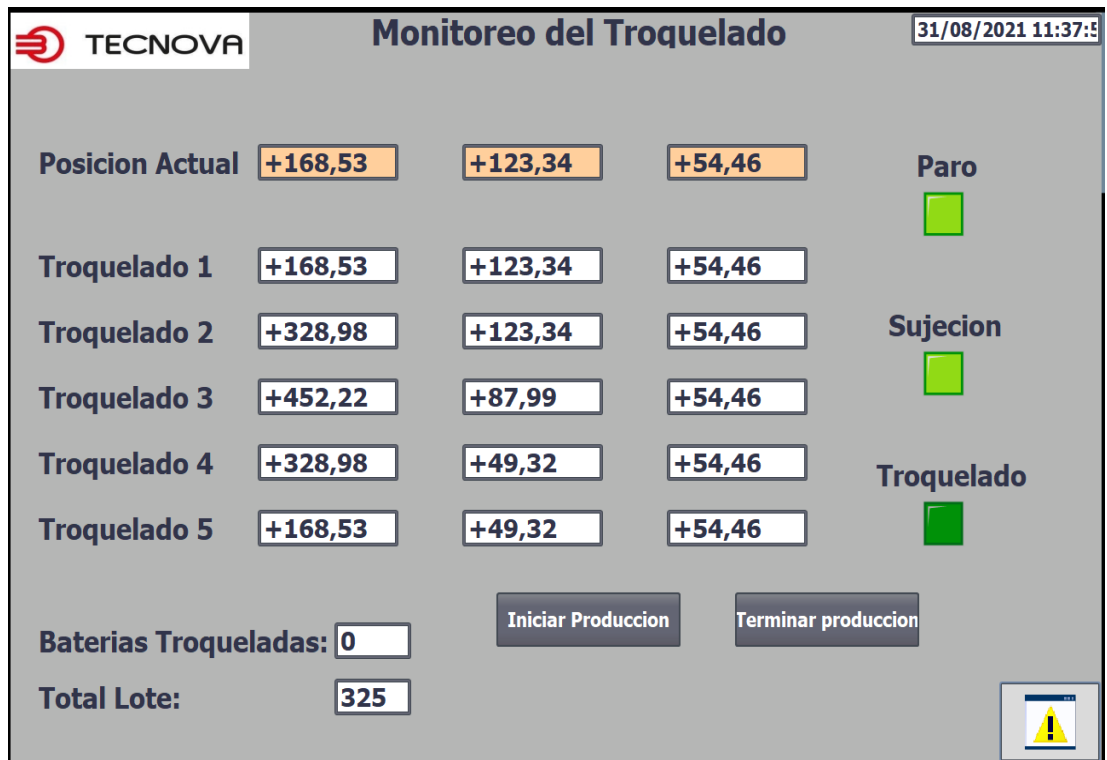 TECNOVA
Monitoreo del Troquelado
31/08/2021 11:37:5
Posicion Actual +168,53 +123,34 +54,46
Paro
Troquelado 1 +168,53 +123,34 +54,46
Troquelado 2 +328,98 +123,34 +54,46
Sujecion
Troquelado 3 +452,22 +87,99 +54,46
Troquelado 4 +328,98 +49,32 +54,46
Troquelado
Troquelado 5 +168,53 +49,32 +54,46
Iniciar Produccion
Terminar produccion
Baterias Troqueladas: 0
Total Lote: 325